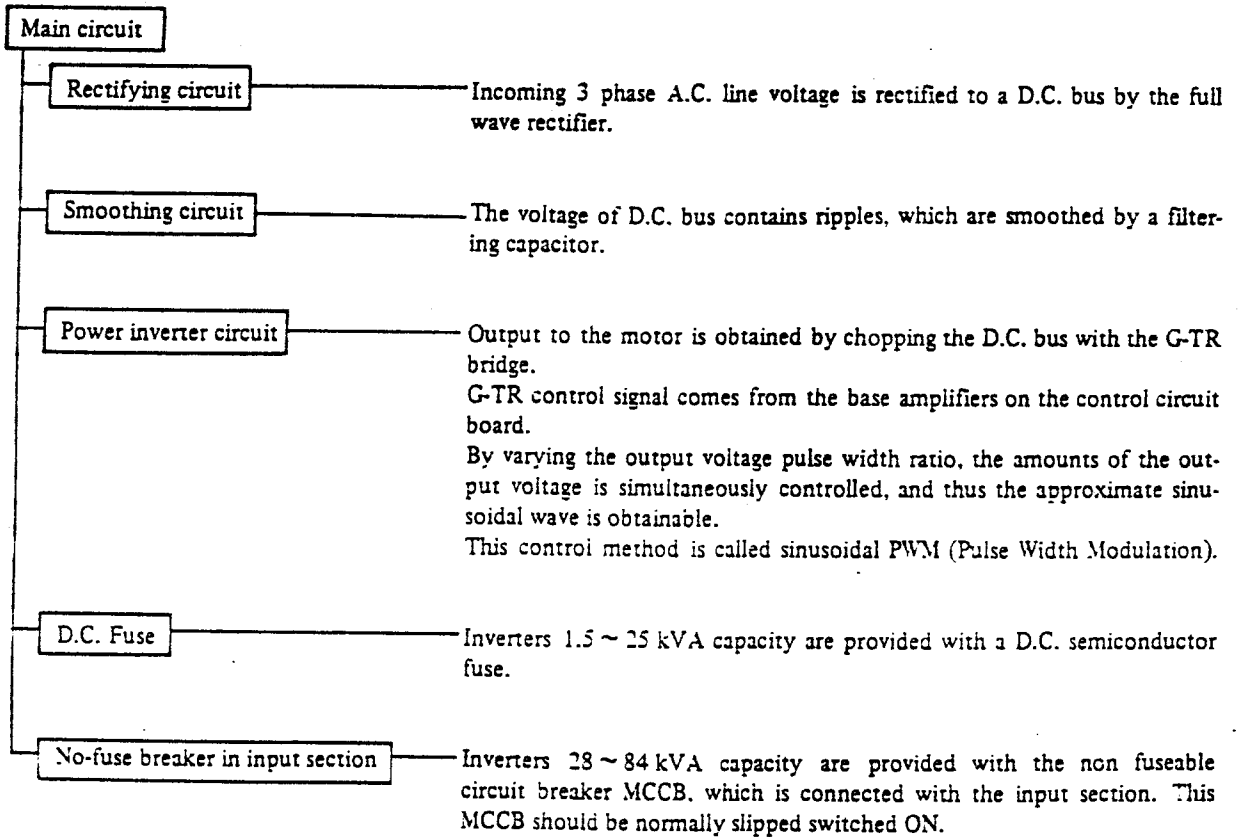 Main circuit
Rectifying circuit
Incoming 3 phase A.C. line voltage is rectified to a D.C. bus by the full
wave rectifier.
Smoothing circuit
The voltage of D.C. bus contains ripples, which are smoothed by a filter-
ing capacitor.
Power inverter circuit
Output to the motor is obtained by chopping the D.C. bus with the G-TR
bridge.
G-TR control signal comes from the base amplifiers on the control circuit
board.
By varying the output voltage pulse width ratio, the amounts of the out-
put voltage is simultaneously controlled, and thus the approximate sinu-
soidal wave is obtainable.
This control method is called sinusoidal PWM (Pulse Width Modulation).
D.C. Fuse
Inverters 1.5 ~ 25 kVA capacity are provided with a D.C. semiconductor
fuse.
No-fuse breaker in input section
Inverters 28 ~ 84 kVA capacity are provided with the non fuseable
circuit breaker MCCB, which is connected with the input section. This
MCCB should be normally slipped switched ON.